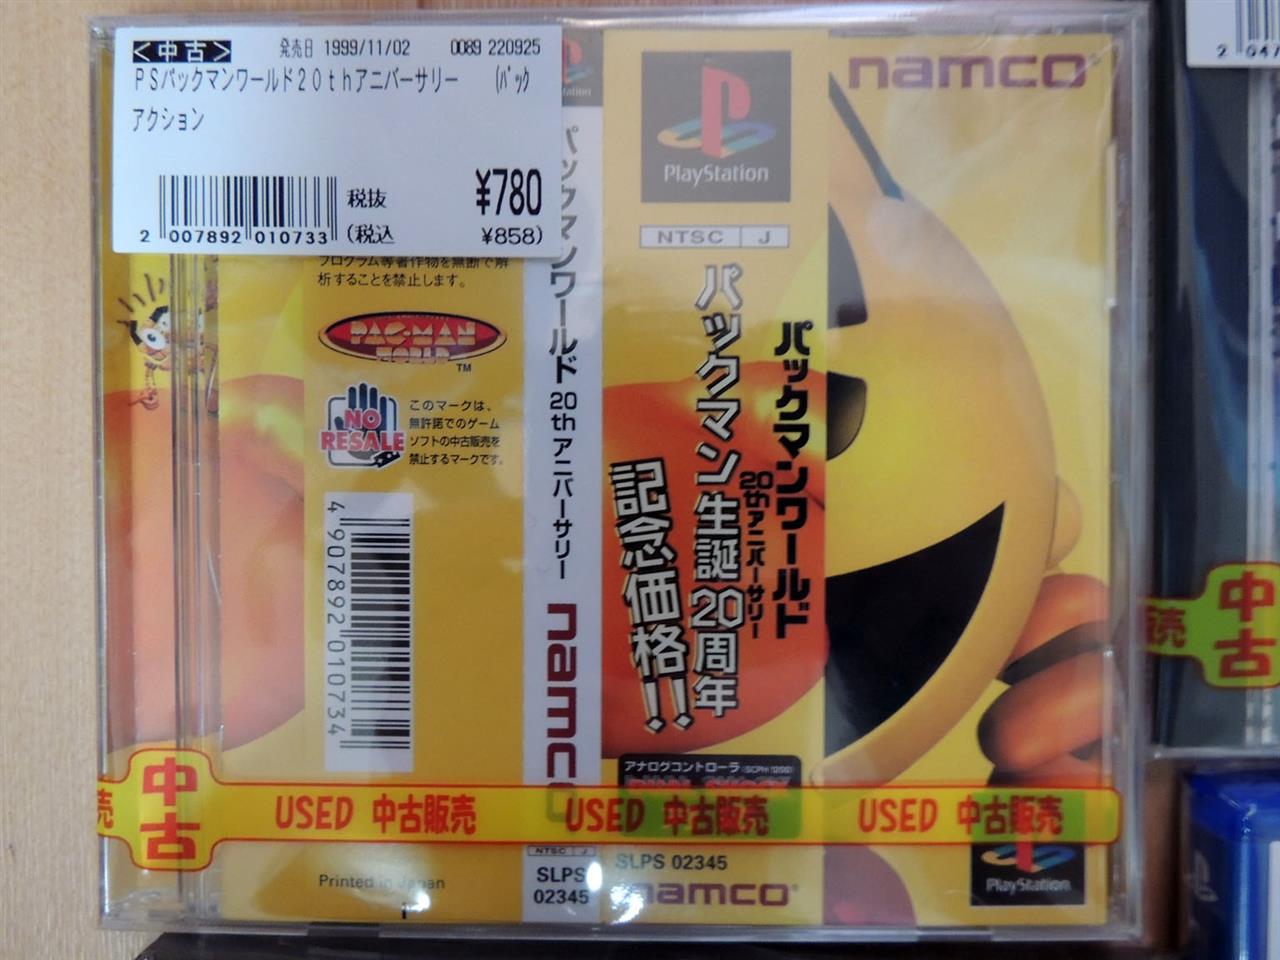 <中古>
発売日 1999/11/02
0089 220925
PSパックマンワールド20thアニバーサリー (パック
アクション
税抜 ¥780
(税込 ¥858)
2 007892 010733
プログラム等著作物を無断で解
析することを禁止します。
PAC-MAN
WORLD
TM
NO
RESALE
このマークは、
無許諾でのゲーム
ソフトの中古販売を
禁止するマークです。
4 907892 010734
Printed in Japan
パックマンワールド 20thアニバーサリー
namco
NTSC J
SLPS
02345
PlayStation
NTSC J
パックマンワールド
20thアニバーサリー
パックマン生誕20周年
記念価格!!
アナログコントローラ(SCPH-1200)
SLPS 02345
namco
namco
PlayStation
中古
USED 中古販売
USED 中古販売
USED 中古販売
中古